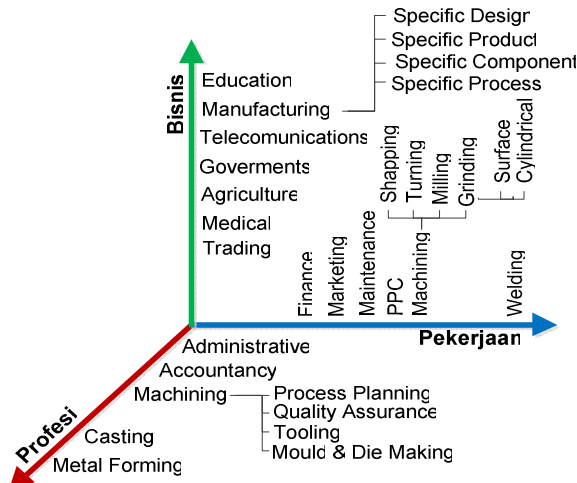 Specific Design
Specific Product
Specific Component
Specific Process
Bisnis
Education
Manufacturing
Telecomunications
Goverments
Agriculture
Medical
Trading
Shapping
Turning
Milling
Grinding
Surface
Cylindrical
Finance
Marketing
Maintenance
PPC
Machining
Welding
Pekerjaan
Administrative
Accountancy
Machining
Process Planning
Quality Assurance
Tooling
Mould & Die Making
Profesi
Casting
Metal Forming